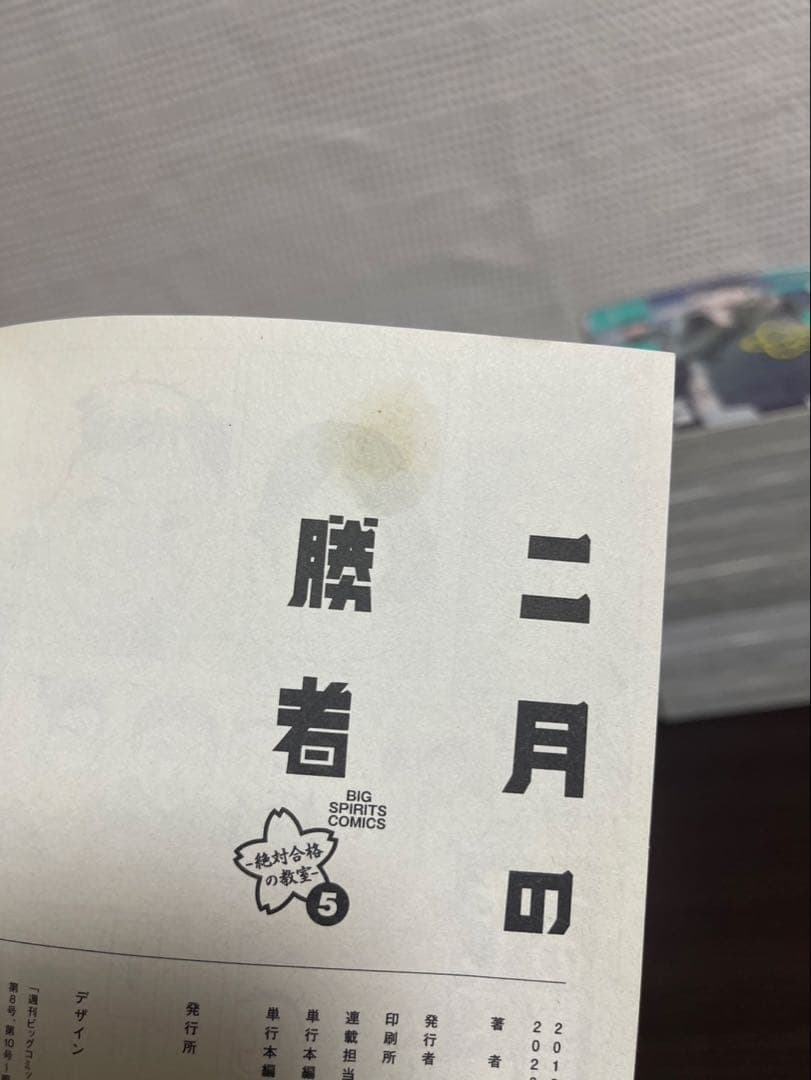 二月の
勝者
BIG
SPIRITS
COMICS
-絶対合格
の教室-
5
201
202
著者
発行者
印刷所
連載担当
単行本編
単行本編
発行所
デザイン
「週刊ビッグコミッ
第8号、第10号〜